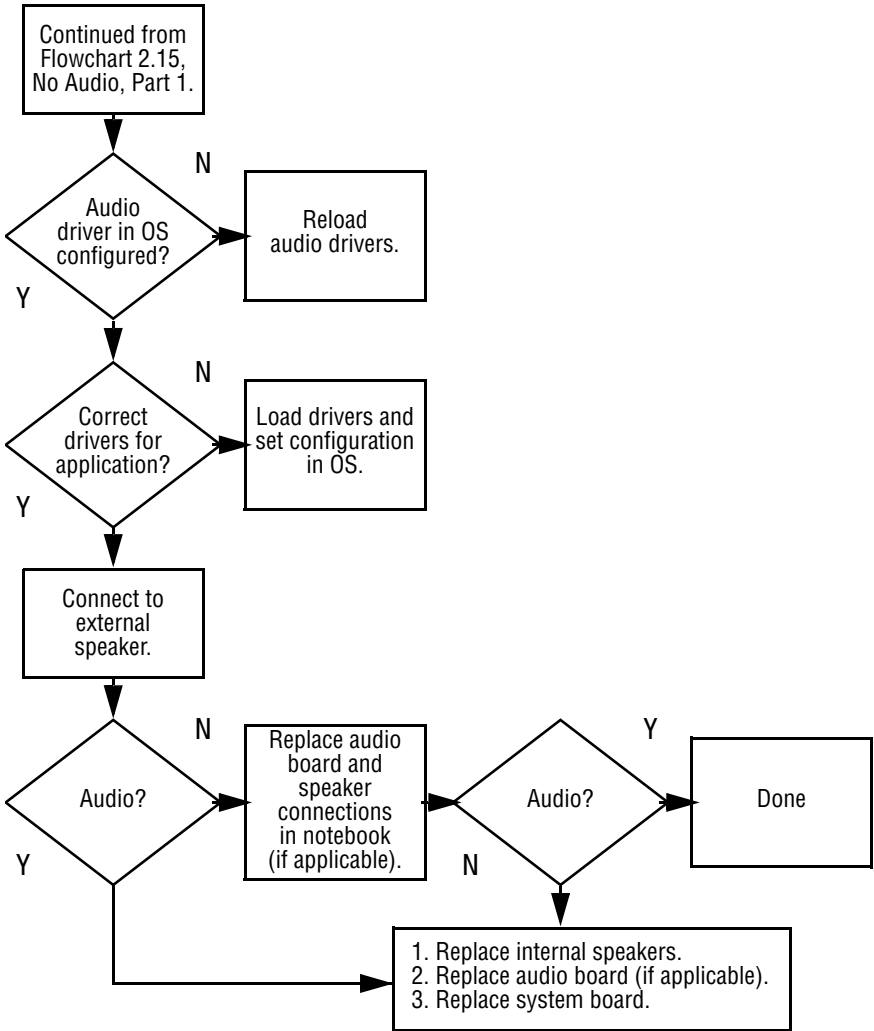 Continued from
Flowchart 2.15,
No Audio, Part 1.
N
Audio
driver in OS
configured?
Reload
audio drivers.
Y
N
Correct
drivers for
application?
Load drivers and
set configuration
in OS.
Y
Connect to
external
speaker.
N
Audio?
Y
Replace audio
board and
speaker
connections
in notebook
(if applicable).
Y
Audio?
N
Done
1. Replace internal speakers.
2. Replace audio board (if applicable).
3. Replace system board.